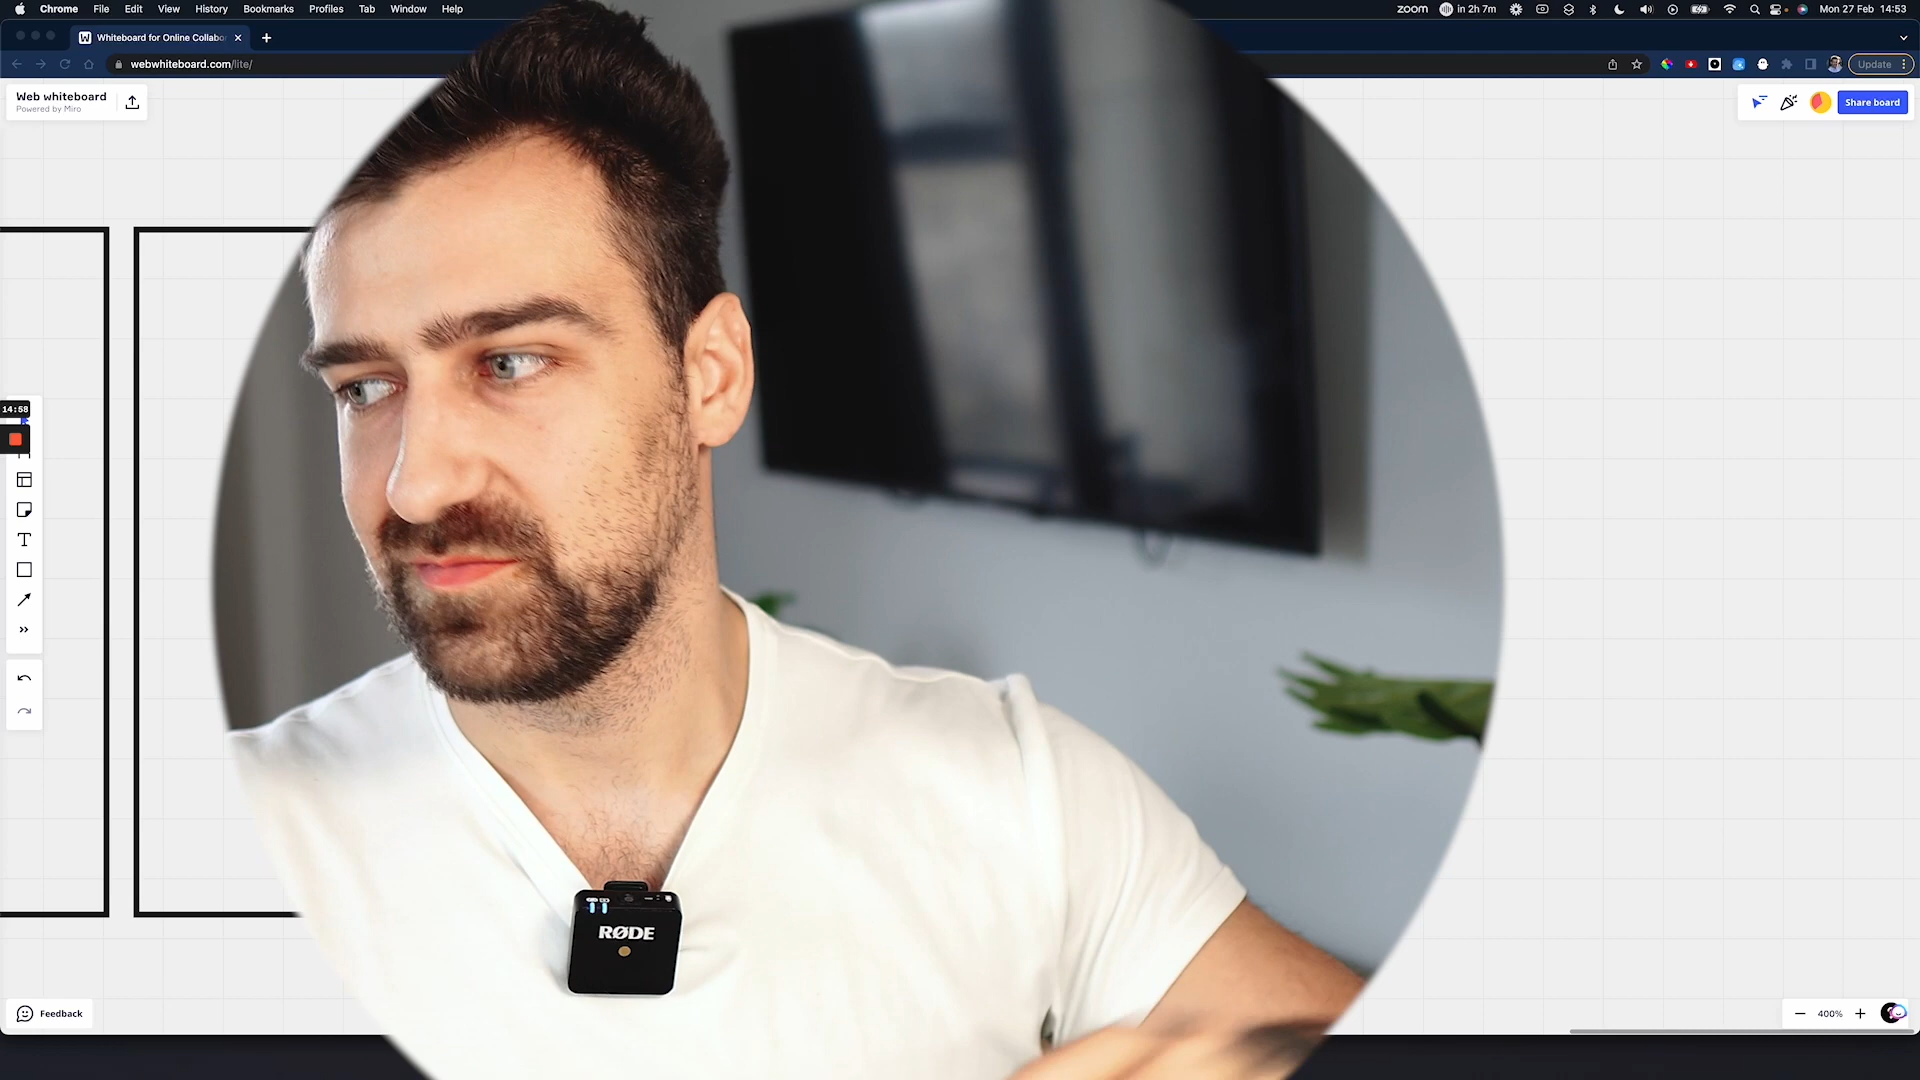 Chrome File Edit View History Bookmarks Profiles Tab Window Help
zoom in 2h 7m Mon 27 Feb 14:53
Whiteboard for Online Collabo
webwhiteboard.com/lite/
Update
Web whiteboard
Powered by Miro
Share board
14:58
T
RØDE
Feedback
400%